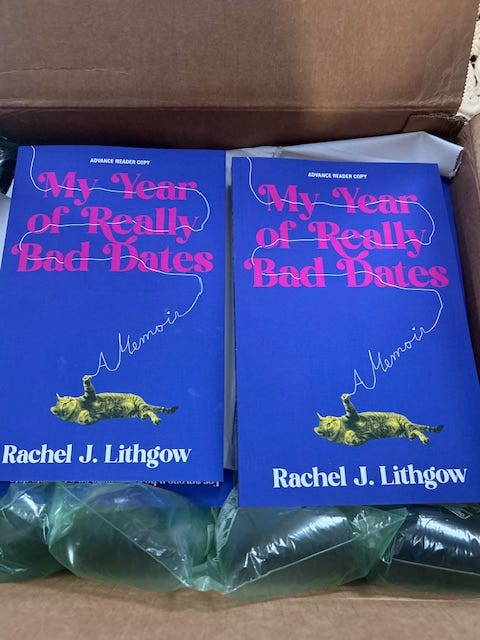 ADVANCE READER COPY
My Year
of Really
Bad Dates
A Memoir
Rachel J. Lithgow
ADVANCE READER COPY
My Year
of Really
Bad Dates
A Memoir
Rachel J. Lithgow